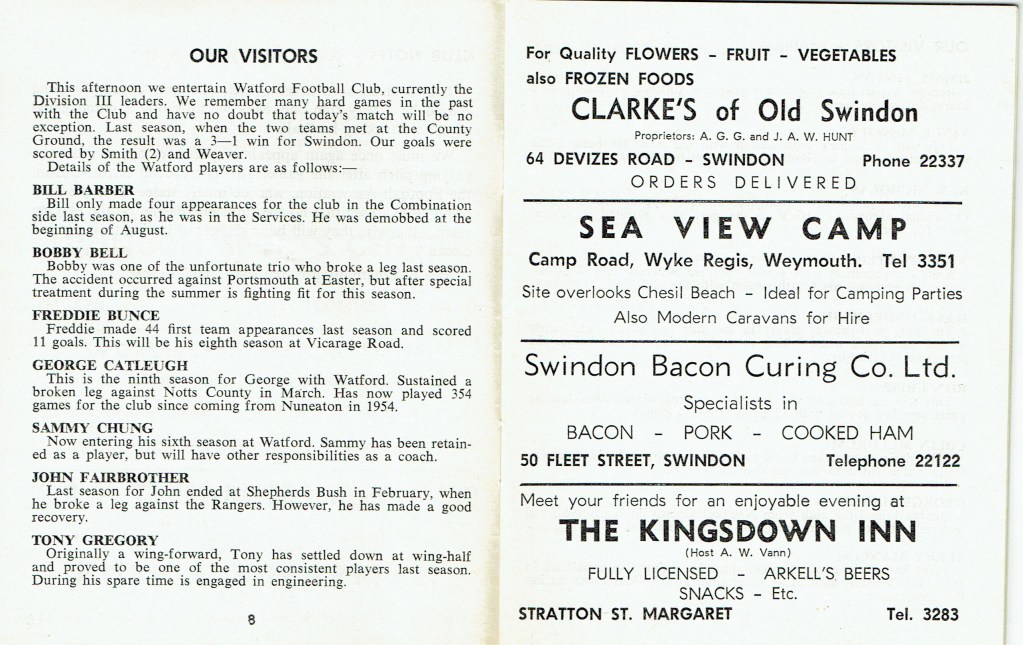 OUR VISITORS
This afternoon we entertain Watford Football Club, currently the
Division III leaders. We remember many hard games in the past
with the Club and have no doubt that today's match will be no
exception. Last season, when the two teams met at the County
Ground, the result was a 3—1 win for Swindon. Our goals were
scored by Smith (2) and Weaver.
Details of the Watford players are as follows:—
BILL BARBER
Bill only made four appearances for the club in the Combination
side last season, as he was in the Services. He was demobbed at the
beginning of August.
BOBBY BELL
Bobby was one of the unfortunate trio who broke a leg last season.
The accident occurred against Portsmouth at Easter, but after special
treatment during the summer is fighting fit for this season.
FREDDIE BUNCE
Freddie made 44 first team appearances last season and scored
11 goals. This will be his eighth season at Vicarage Road.
GEORGE CATLEUGH
This is the ninth season for George with Watford. Sustained a
broken leg against Notts County in March. Has now played 354
games for the club since coming from Nuneaton in 1954.
SAMMY CHUNG
Now entering his sixth season at Watford. Sammy has been retain-
ed as a player, but will have other responsibilities as a coach.
JOHN FAIRBROTHER
Last season for John ended at Shepherds Bush in February, when
he broke a leg against the Rangers. However, he has made a good
recovery.
TONY GREGORY
Originally a wing-forward, Tony has settled down at wing-half
and proved to be one of the most consistent players last season.
During his spare time is engaged in engineering.
8
For Quality FLOWERS - FRUIT - VEGETABLES
also FROZEN FOODS
CLARKE'S of Old Swindon
Proprietors: A. G. G. and J. A. W. HUNT
64 DEVIZES ROAD - SWINDON Phone 22337
ORDERS DELIVERED
SEA VIEW CAMP
Camp Road, Wyke Regis, Weymouth. Tel 3351
Site overlooks Chesil Beach - Ideal for Camping Parties
Also Modern Caravans for Hire
Swindon Bacon Curing Co. Ltd.
Specialists in
BACON - PORK - COOKED HAM
50 FLEET STREET, SWINDON Telephone 22122
Meet your friends for an enjoyable evening at
THE KINGSDOWN INN
(Host A. W. Vann)
FULLY LICENSED - ARKELL'S BEERS
SNACKS - Etc.
STRATTON ST. MARGARET Tel. 3283